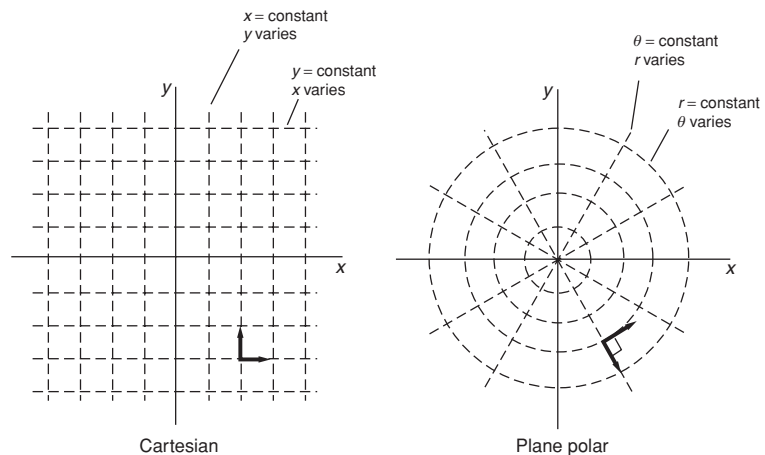 x = constant
y varies
y = constant
x varies
y
x
Cartesian
θ = constant
r varies
r = constant
θ varies
y
x
Plane polar